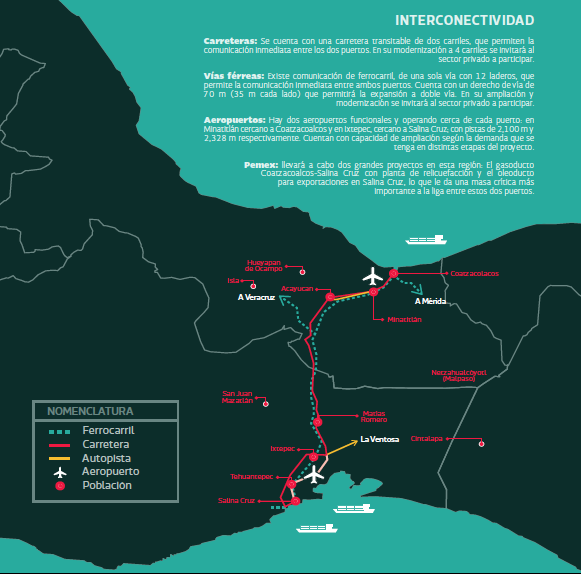 INTERCONECTIVIDAD
Carreteras: Se cuenta con una carretera transitable de dos carriles, que permiten la
comunicación inmediata entre los dos puertos. En su modernización a 4 carriles se invitará al
sector privado a participar.
Vías férreas: Existe comunicación de ferrocarril, de una sola vía con 12 laderos, que
permite la comunicación inmediata entre ambos puertos. Cuenta con un derecho de vía de
70 m (35 m cada lado) que permitirá la expansión a doble vía. En su ampliación y
modernización se invitará al sector privado a participar.
Aeropuertos: Hay dos aeropuertos funcionales y operando cerca de cada puerto: en
Minatitlán cercano a Coatzacoalcos y en Ixtepec, cercano a Salina Cruz, con pistas de 2,100 m y
2,328 m respectivamente. Cuentan con capacidad de ampliación según la demanda que se
tenga en distintas etapas del proyecto.
Pemex: llevará a cabo dos grandes proyectos en esta región: El gasoducto
Coatzacoalcos-Salina Cruz con planta de relicuefacción y el oleoducto
para exportaciones en Salina Cruz, lo que le da una masa crítica más
importante a la liga entre estos dos puertos.
Hueyapan
de Ocampo
Coatzacolacos
Isla
Acayucan
A Veracruz
A Mérida
Minatitlán
Nezzahualcóyotl
(Malpaso)
San Juan
Mazatlán
Matías
Romero
NOMENCLATURA
Ferrocarril
Carretera
Autopista
Aeropuerto
Población
La Ventosa
Cintalapa
Ixtepec
Tehuantepec
Salina Cruz